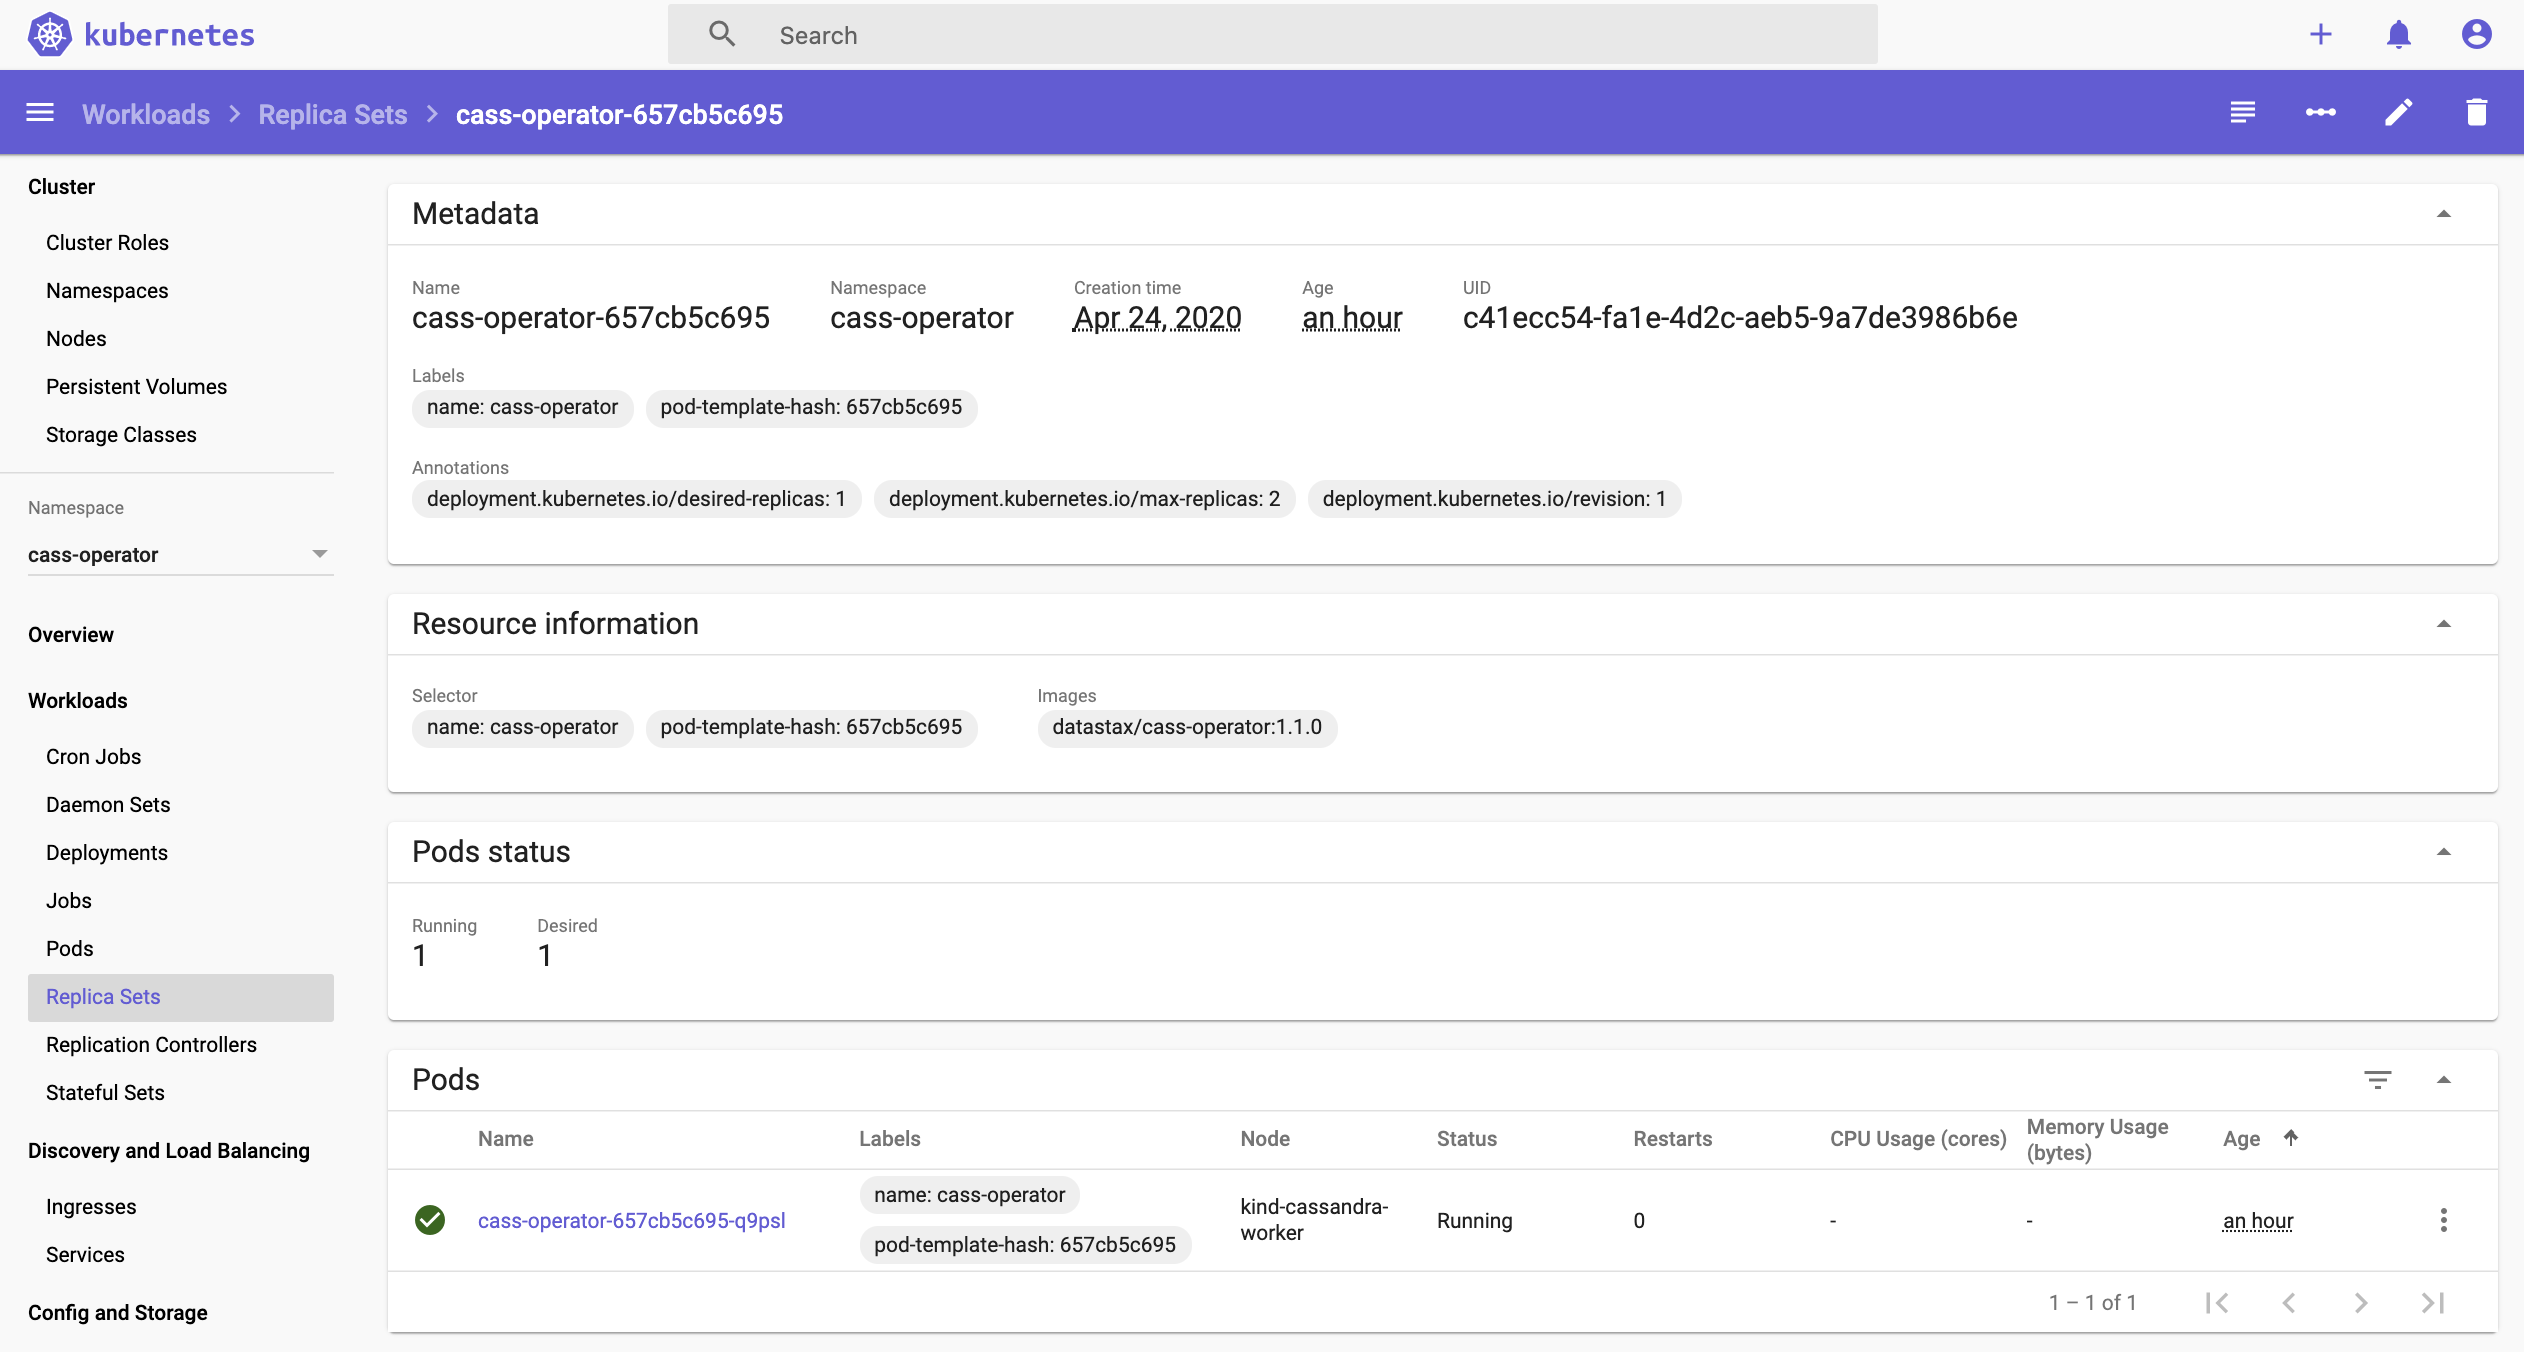 kubernetes
Search
Workloads > Replica Sets > cass-operator-657cb5c695
Cluster
Cluster Roles
Namespaces
Nodes
Persistent Volumes
Storage Classes
Namespace
cass-operator
Overview
Workloads
Cron Jobs
Daemon Sets
Deployments
Jobs
Pods
Replica Sets
Replication Controllers
Stateful Sets
Discovery and Load Balancing
Ingresses
Services
Config and Storage
Metadata
Name Namespace Creation time Age UID
cass-operator-657cb5c695 cass-operator Apr 24, 2020 an hour c41ecc54-fa1e-4d2c-aeb5-9a7de3986b6e
Labels
name: cass-operator pod-template-hash: 657cb5c695
Annotations
deployment.kubernetes.io/desired-replicas: 1 deployment.kubernetes.io/max-replicas: 2 deployment.kubernetes.io/revision: 1
Resource information
Selector Images
name: cass-operator pod-template-hash: 657cb5c695 datastax/cass-operator:1.1.0
Pods status
Running Desired
1 1
Pods
Name Labels Node Status Restarts CPU Usage (cores) Memory Usage (bytes) Age
cass-operator-657cb5c695-q9psl name: cass-operator pod-template-hash: 657cb5c695 kind-cassandra-worker Running 0 - - an hour
1 – 1 of 1